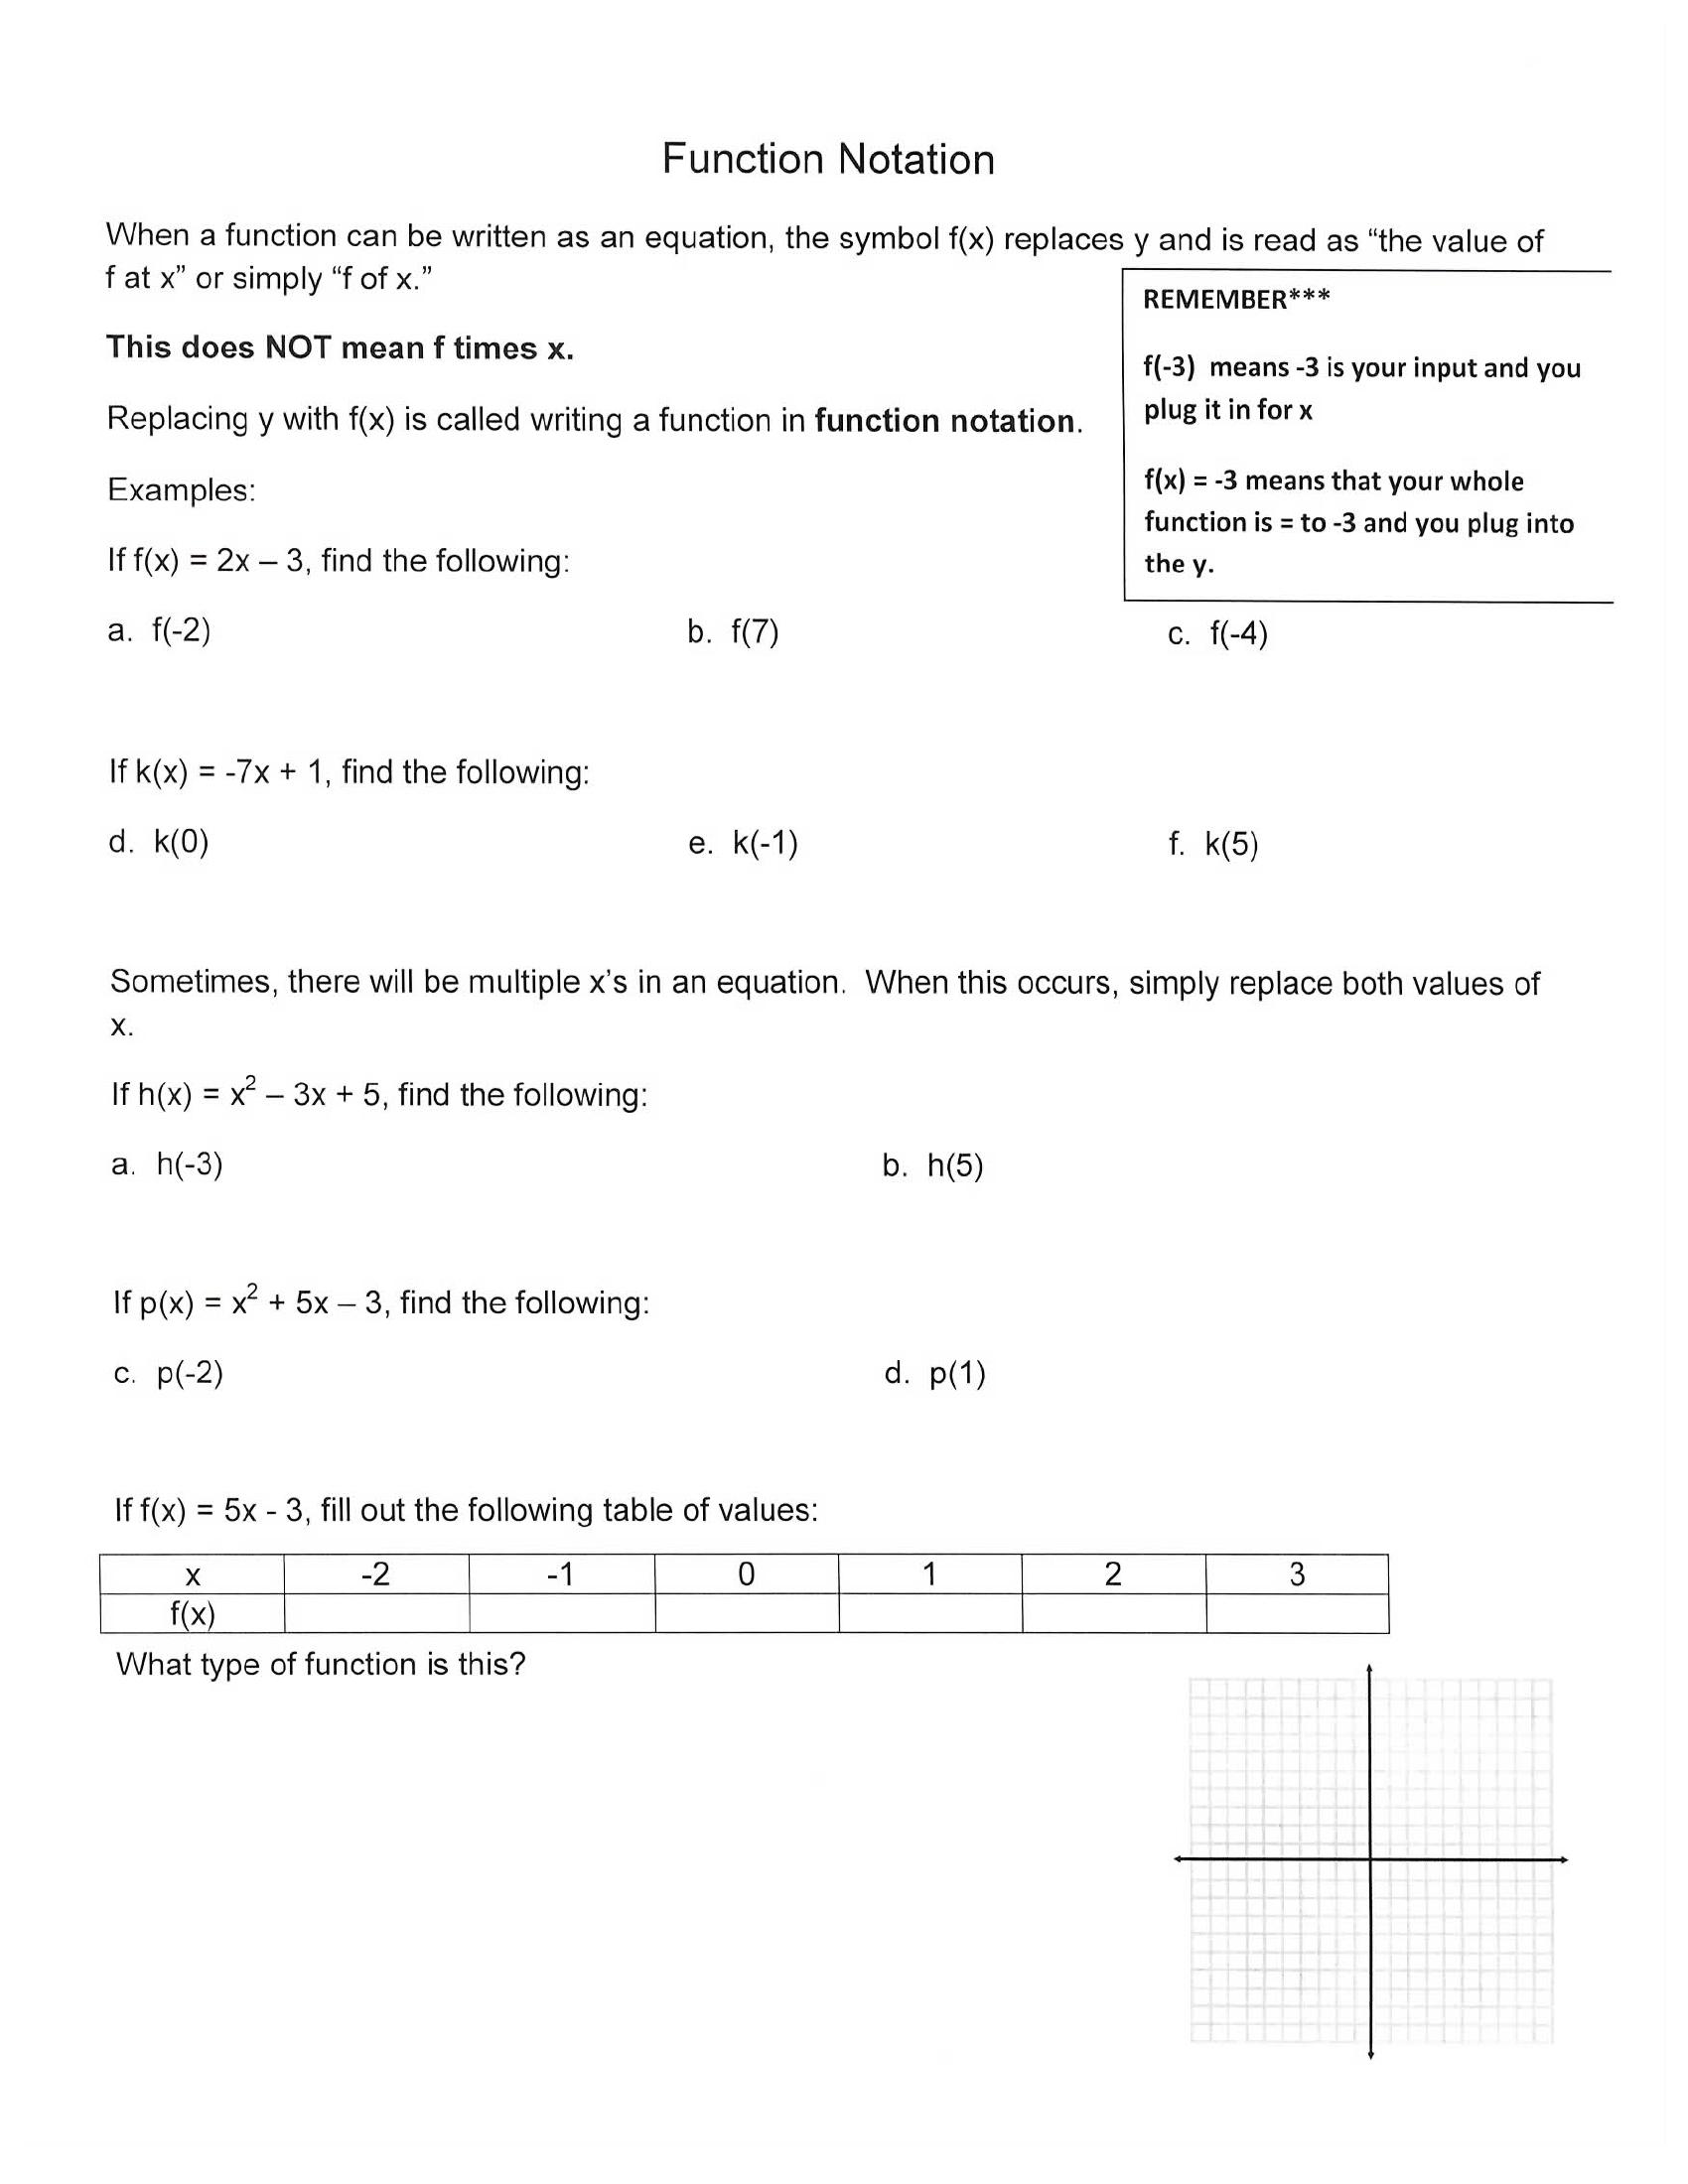 Function Notation
When a function can be written as an equation, the symbol f(x) replaces y and is read as “the value of
f at x” or simply “f of x.”
REMEMBER***
This does NOT mean f times x.
f(-3) means -3 is your input and you
plug it in for x
Replacing y with f(x) is called writing a function in function notation.
f(x) = -3 means that your whole
function is = to -3 and you plug into
the y.
Examples:
If f(x) = 2x – 3, find the following:
a. f(-2) b. f(7) c. f(-4)
If k(x) = -7x + 1, find the following:
d. k(0) e. k(-1) f. k(5)
Sometimes, there will be multiple x’s in an equation. When this occurs, simply replace both values of
x.
If h(x) = x² – 3x + 5, find the following:
a. h(-3) b. h(5)
If p(x) = x² + 5x – 3, find the following:
c. p(-2) d. p(1)
If f(x) = 5x - 3, fill out the following table of values:
x -2 -1 0 1 2 3
f(x)
What type of function is this?